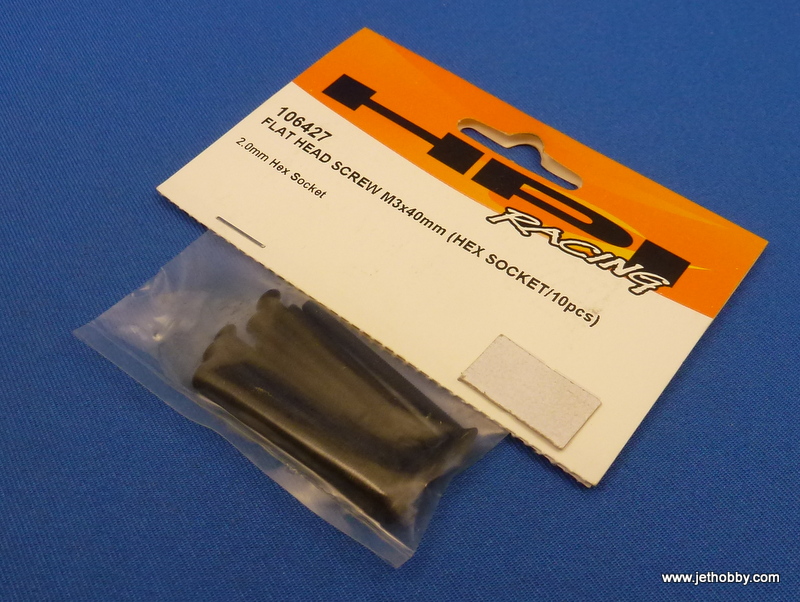 HPI
RACING
106427
FLAT HEAD SCREW M3x40mm (HEX SOCKET/10pcs)
2.0mm Hex Socket
www.jethobby.com